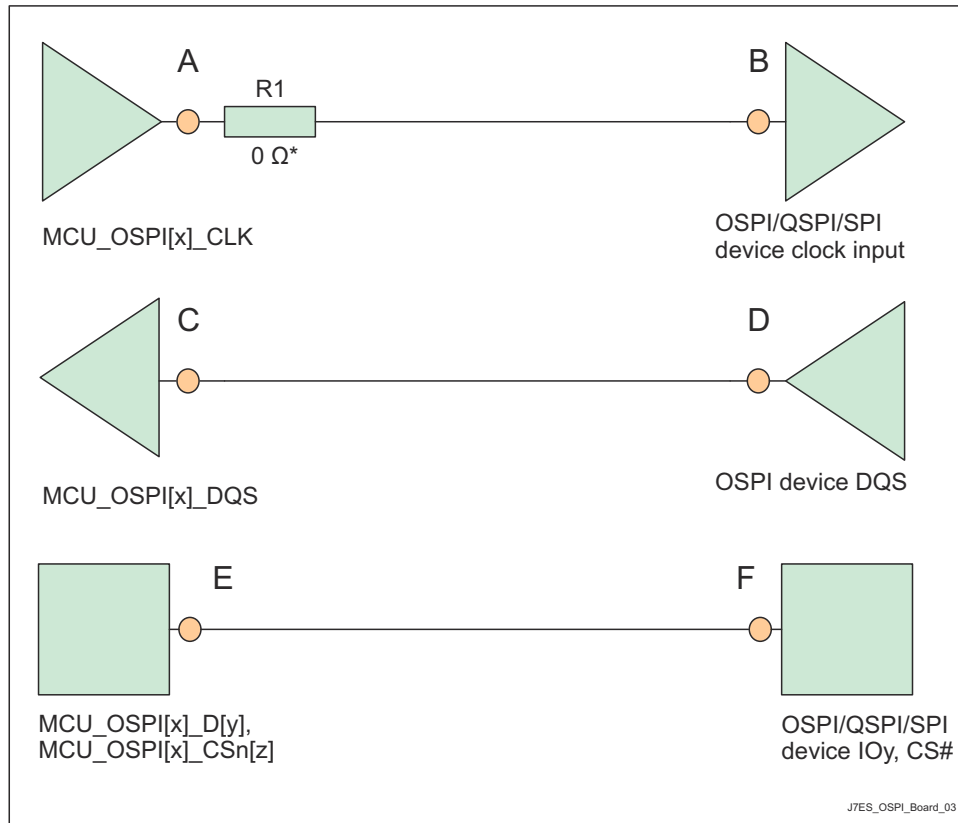 A
B
R1
0 Ω*
MCU_OSPI[x]_CLK
OSPI/QSPI/SPI
device clock input
C
D
MCU_OSPI[x]_DQS
OSPI device DQS
E
F
MCU_OSPI[x]_D[y],
MCU_OSPI[x]_CSn[z]
OSPI/QSPI/SPI
device IOy, CS#
J7ES_OSPI_Board_03